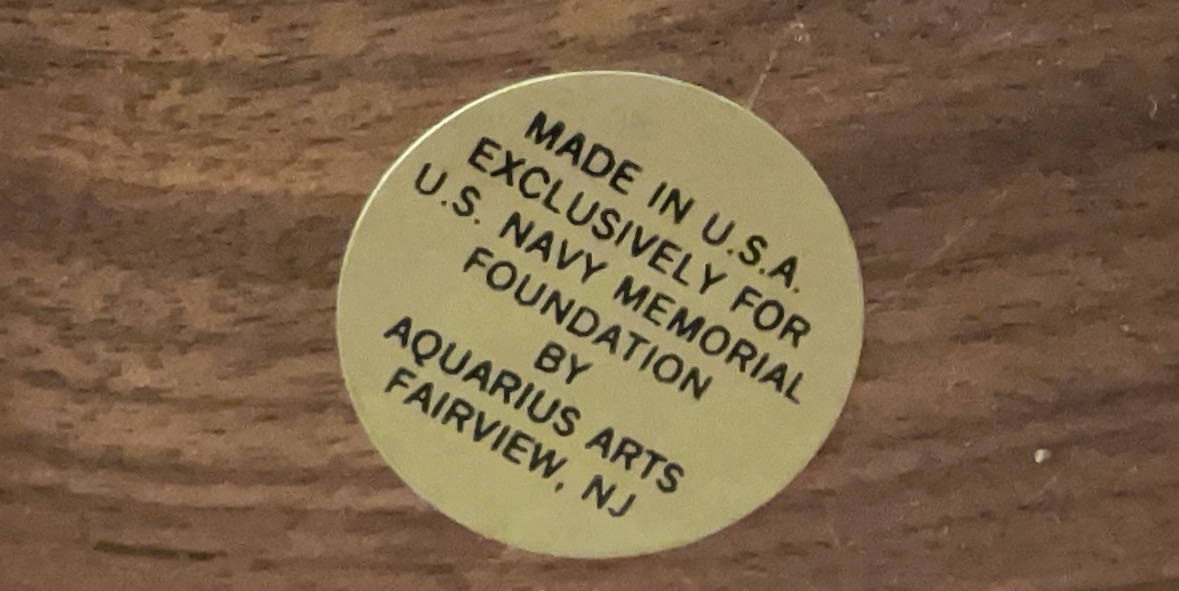 MADE IN U.S.A.
EXCLUSIVELY FOR
U.S. NAVY MEMORIAL
FOUNDATION
BY
AQUARIUS ARTS
FAIRVIEW, NJ